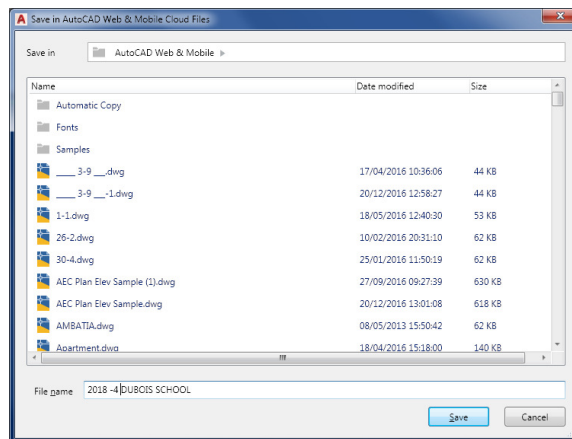 Save in AutoCAD Web & Mobile Cloud Files
Save in AutoCAD Web & Mobile
Name Date modified Size
Automatic Copy
Fonts
Samples
____ 3-9 __.dwg 17/04/2016 10:36:06 44 KB
____ 3-9 __-1.dwg 20/12/2016 12:58:27 44 KB
1-1.dwg 18/05/2016 12:40:30 53 KB
26-2.dwg 10/02/2016 20:31:10 62 KB
30-4.dwg 25/01/2016 11:50:19 62 KB
AEC Plan Elev Sample (1).dwg 27/09/2016 09:27:39 630 KB
AEC Plan Elev Sample.dwg 20/12/2016 13:01:08 618 KB
AMBATJA.dwg 08/05/2013 15:50:42 62 KB
Apartment.dwg 18/04/2016 15:18:00 140 KB
File name 2018 -4 DUBOIS SCHOOL
Save Cancel